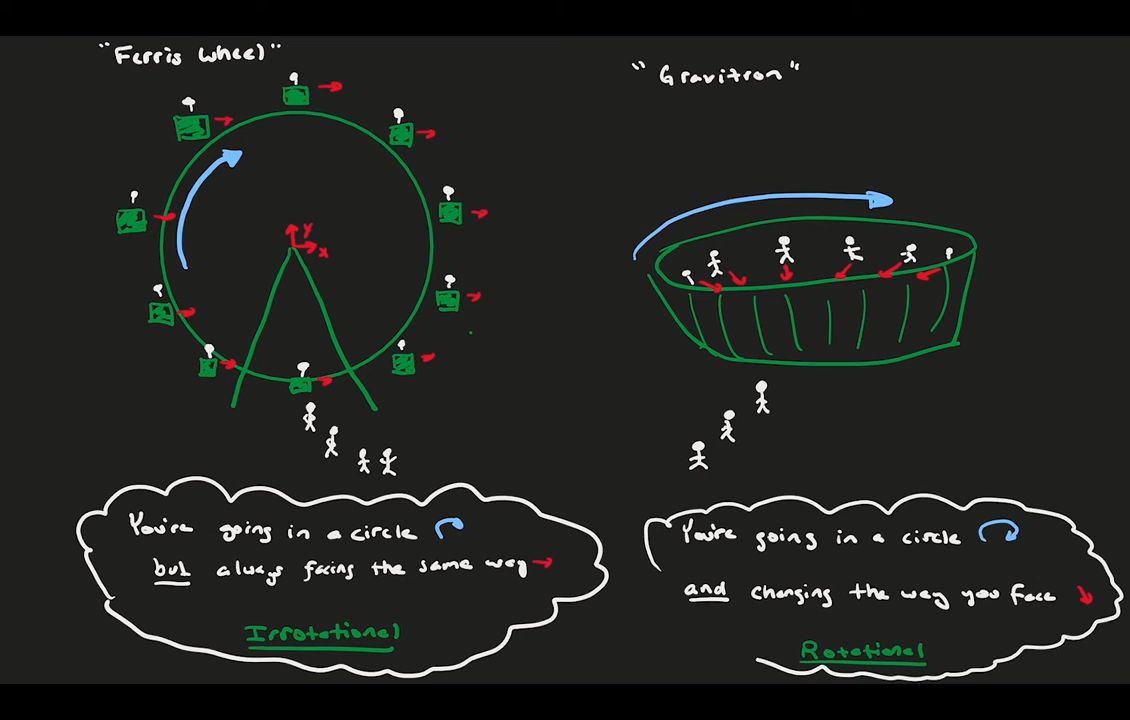 "Ferris wheel"
Y
X
You're going in a circle
but always facing the same way
Irrotational
"Gravitron"
You're going in a circle
and changing the way you face
Rotational